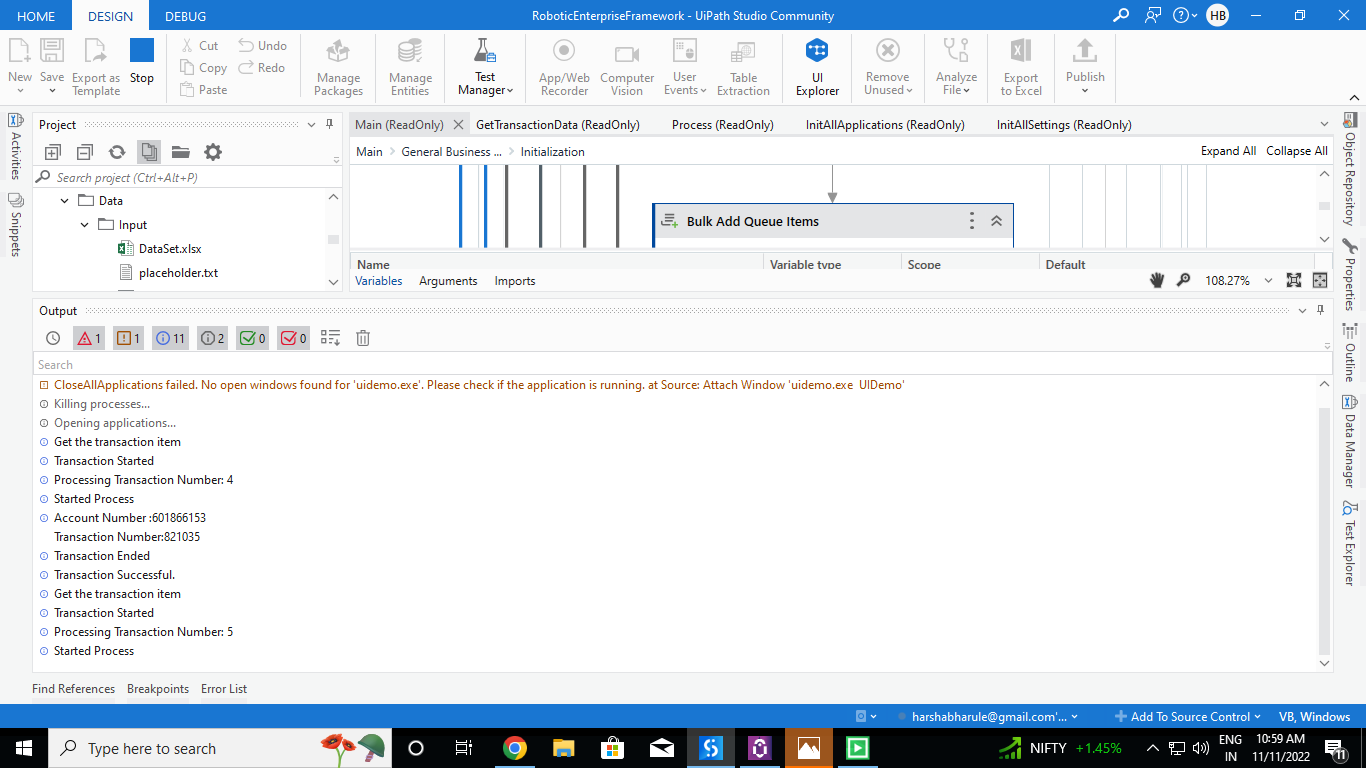 HOME DESIGN DEBUG RoboticEnterpriseFramework - UiPath Studio Community HB
New Save Export as Template Stop Cut Copy Paste Undo Redo Manage Packages Manage Entities Test Manager App/Web Recorder Computer Vision User Events Table Extraction UI Explorer Remove Unused Analyze File Export to Excel Publish
Activities
Snippets
Project
Search project (Ctrl+Alt+P)
Data
Input
DataSet.xlsx
placeholder.txt
Main (ReadOnly) GetTransactionData (ReadOnly) Process (ReadOnly) InitAllApplications (ReadOnly) InitAllSettings (ReadOnly)
Main General Business ... Initialization Expand All Collapse All
Bulk Add Queue Items
Name Variable type Scope Default
Variables Arguments Imports 108.27%
Object Repository
Properties
Outline
Data Manager
Test Explorer
Output
1 1 11 2 0 0
Search
CloseAllApplications failed. No open windows found for 'uidemo.exe'. Please check if the application is running. at Source: Attach Window 'uidemo.exe UIDemo'
Killing processes...
Opening applications...
Get the transaction item
Transaction Started
Processing Transaction Number: 4
Started Process
Account Number :601866153
Transaction Number:821035
Transaction Ended
Transaction Successful.
Get the transaction item
Transaction Started
Processing Transaction Number: 5
Started Process
Find References Breakpoints Error List
harshabharule@gmail.com'... Add To Source Control VB, Windows
Type here to search NIFTY +1.45% ENG IN 10:59 AM 11/11/2022 11